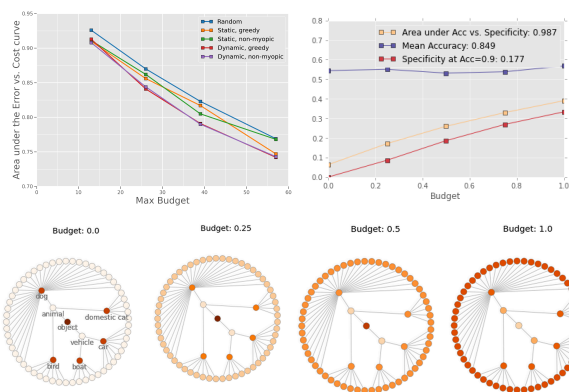 Area under the Error vs. Cost curve
0.95
0.90
0.85
0.80
0.75
0.70
Random
Static, greedy
Static, non-myopic
Dynamic, greedy
Dynamic, non-myopic
0 10 20 30 40 50 60
Max Budget
0.8
0.7
0.6
0.5
0.4
0.3
0.2
0.1
0.0
Area under Acc vs. Specificity: 0.987
Mean Accuracy: 0.849
Specificity at Acc=0.9: 0.177
0.0 0.2 0.4 0.6 0.8 1.0
Budget
Budget: 0.0
Budget: 0.25
Budget: 0.5
Budget: 1.0
dog
animal
domestic cat
object
vehicle
car
bird
boat